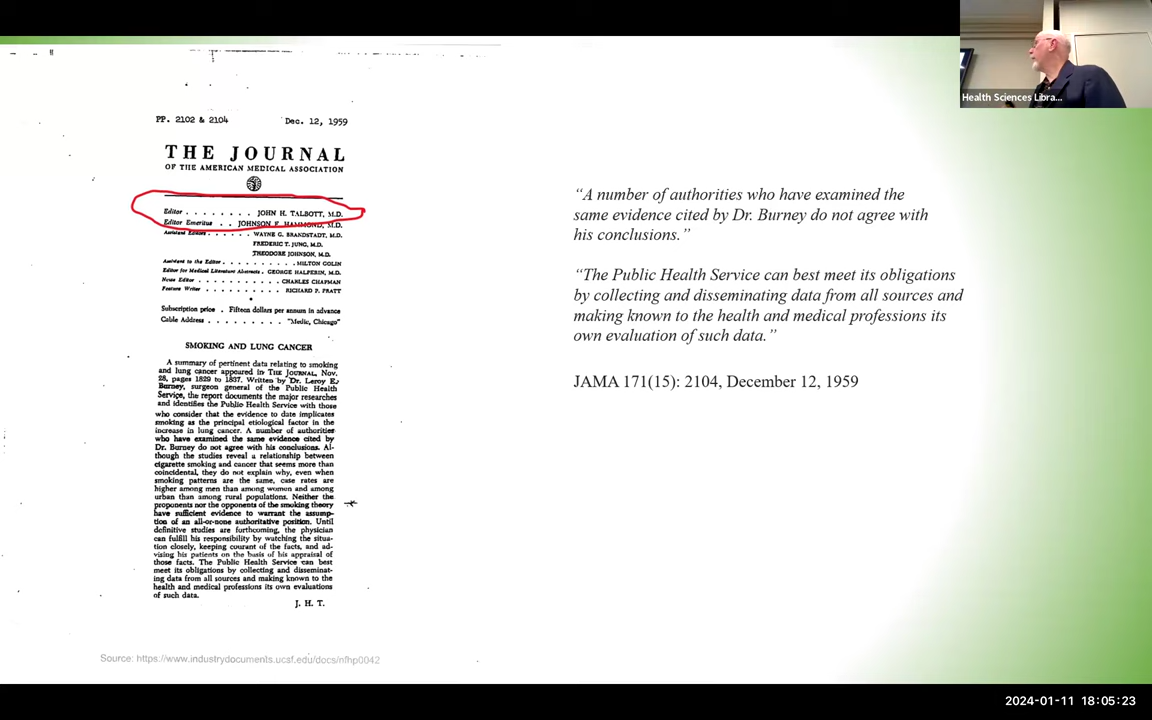 Health Sciences Libra...
PP. 2102 & 2104 Dec. 12, 1959
THE JOURNAL
OF THE AMERICAN MEDICAL ASSOCIATION
Editor . . . . . . . . JOHN H. TALBOTT, M.D.
Editor Emeritus . . JOHNSON F. HAMMOND, M.D.
Assistant Editors . . . . . . WAYNE G. BRANDSTADT, M.D.
FREDERIC T. JUNG, M.D.
THEODORE JOHNSON, M.D.
Assistant to the Editor . . . . . . . . . . MILTON GOLIN
Editor for Medical Literature Abstracts . GEORGE HALPERIN, M.D.
News Editor . . . . . . . . . . . CHARLES CHAPMAN
Feature Writer . . . . . . . . . . RICHARD P. PRATT
Subscription price . Fifteen dollars per annum in advance
Cable Address . . . . . . . . . "Medic, Chicago"
SMOKING AND LUNG CANCER
A summary of pertinent data relating to smoking
and lung cancer appeared in THE JOURNAL, Nov.
28, pages 1829 to 1837. Written by Dr. Leroy E.
Burney, surgeon general of the Public Health
Service, the report documents the major researches
and identifies the Public Health Service with those
who consider that the evidence to date implicates
smoking as the principal etiological factor in the
increase in lung cancer. A number of authorities
who have examined the same evidence cited by
Dr. Burney do not agree with his conclusions. Al-
though the studies reveal a relationship between
cigarette smoking and cancer that seems more than
coincidental, they do not explain why, even when
smoking patterns are the same, case rates are
higher among men than among women and among
urban than among rural populations. Neither the
proponents nor the opponents of the smoking theory
have sufficient evidence to warrant the assump-
tion of an all-or-none authoritative position. Until
definitive studies are forthcoming, the physician
can fulfill his responsibility by watching the situa-
tion closely, keeping courant of the facts, and ad-
vising his patients on the basis of his appraisal of
those facts. The Public Health Service can best
meet its obligations by collecting and disseminat-
ing data from all sources and making known to the
health and medical professions its own evaluations
of such data.
J. H. T.
Source: https://www.industrydocuments.ucsf.edu/docs/nfhp0042
“A number of authorities who have examined the
same evidence cited by Dr. Burney do not agree with
his conclusions.”
“The Public Health Service can best meet its obligations
by collecting and disseminating data from all sources and
making known to the health and medical professions its
own evaluation of such data.”
JAMA 171(15): 2104, December 12, 1959
2024-01-11 18:05:23